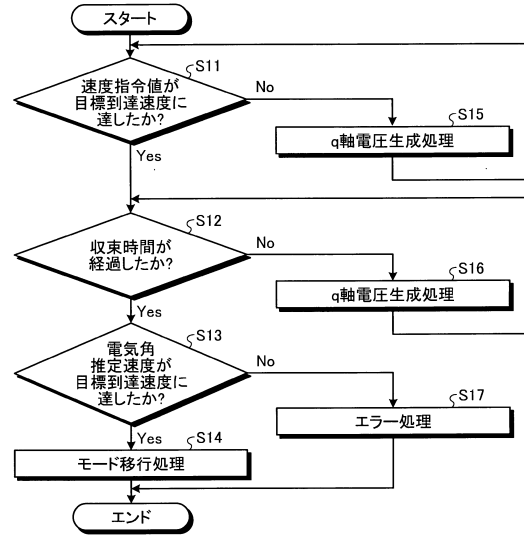 スタート
S11
速度指令値が
目標到達速度に
達したか?
No
S15
q軸電圧生成処理
Yes
S12
収束時間が
経過したか?
No
S16
q軸電圧生成処理
Yes
S13
電気角
推定速度が
目標到達速度に
達したか?
No
S17
エラー処理
Yes
S14
モード移行処理
エンド